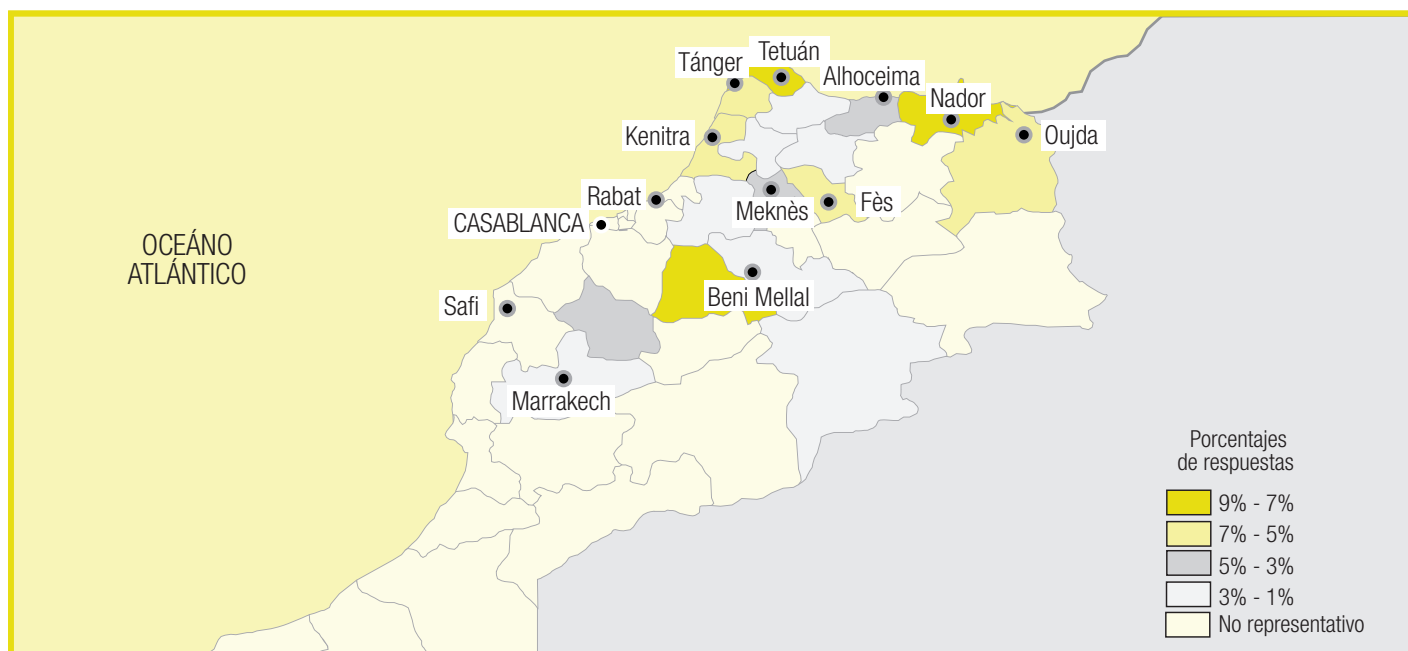 Tetuán
Tánger
Alhoceima
Nador
Kenitra
Oujda
Rabat
Meknès
Fès
CASABLANCA
OCEÁNO
ATLÁNTICO
Beni Mellal
Safi
Marrakech
Porcentajes
de respuestas
9% - 7%
7% - 5%
5% - 3%
3% - 1%
No representativo